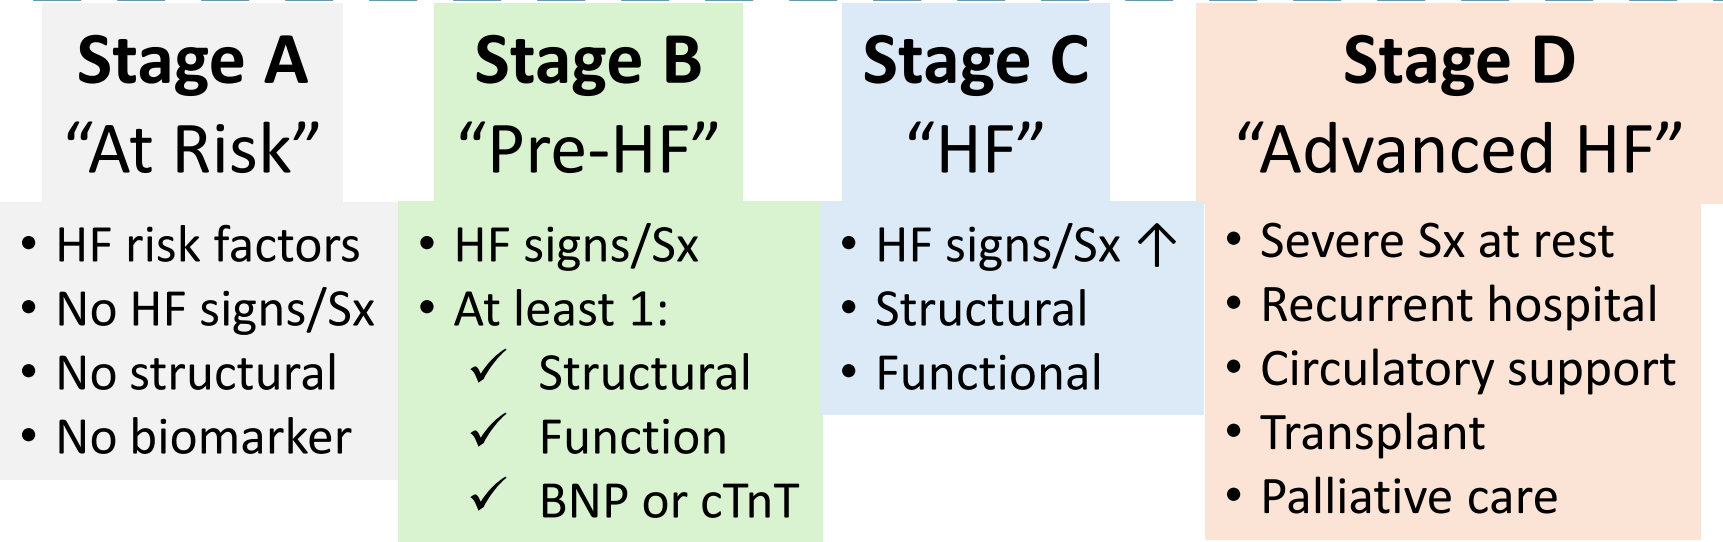 Stage A
“At Risk”
• HF risk factors
• No HF signs/Sx
• No structural
• No biomarker
Stage B
“Pre-HF”
• HF signs/Sx
• At least 1:
✓ Structural
✓ Function
✓ BNP or cTnT
Stage C
“HF”
• HF signs/Sx ↑
• Structural
• Functional
Stage D
“Advanced HF”
• Severe Sx at rest
• Recurrent hospital
• Circulatory support
• Transplant
• Palliative care